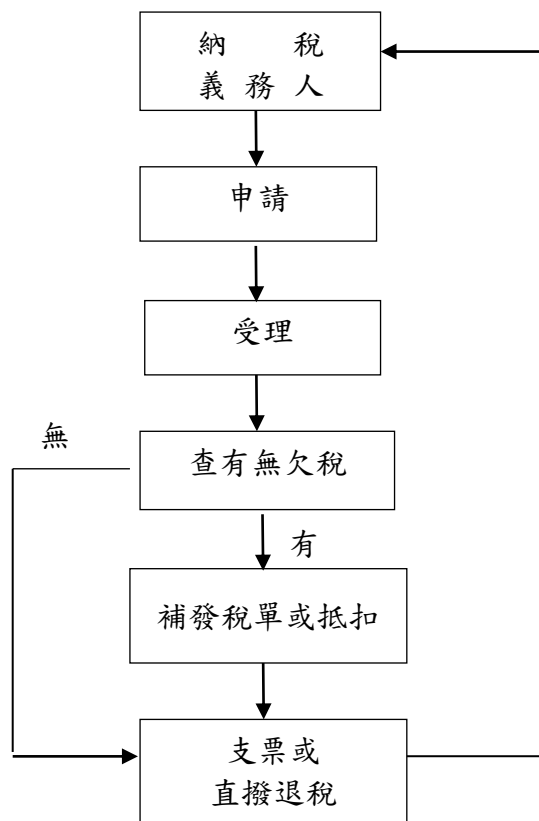 納 稅
義 務 人
申請
受理
無
查有無欠稅
有
補發稅單或抵扣
支票或
直撥退稅